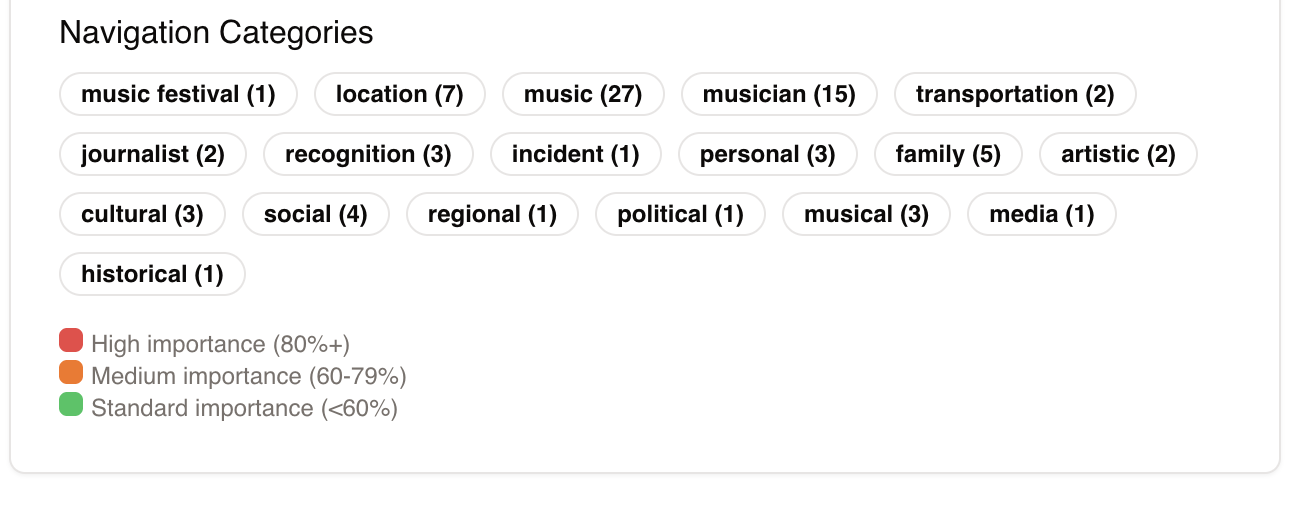 Navigation Categories
music festival (1) location (7) music (27) musician (15) transportation (2)
journalist (2) recognition (3) incident (1) personal (3) family (5) artistic (2)
cultural (3) social (4) regional (1) political (1) musical (3) media (1)
historical (1)
High importance (80%+)
Medium importance (60-79%)
Standard importance (<60%)